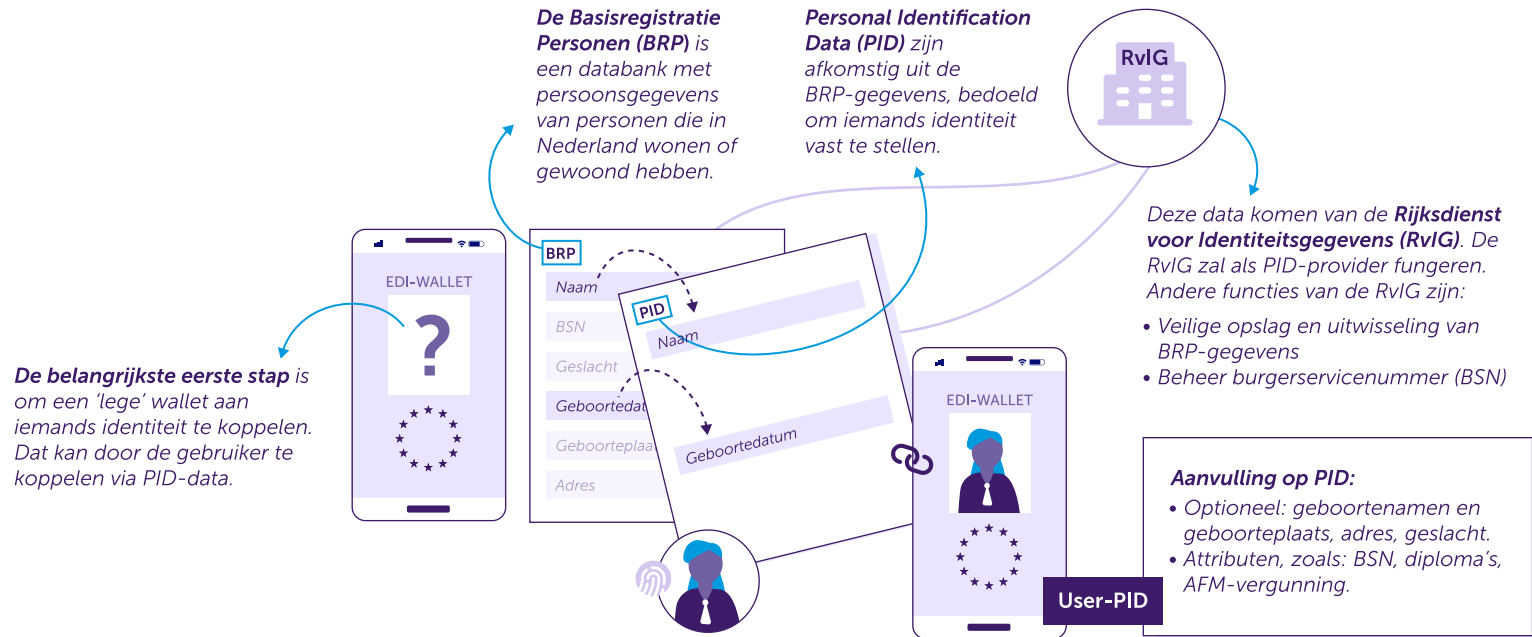 De Basisregistratie
Personen (BRP) is
een databank met
persoonsgegevens
van personen die in
Nederland wonen of
gewoond hebben.
Personal Identification
Data (PID) zijn
afkomstig uit de
BRP-gegevens, bedoeld
om iemands identiteit
vast te stellen.
RvIG
Deze data komen van de Rijksdienst
voor Identiteitsgegevens (RvIG). De
RvIG zal als PID-provider fungeren.
Andere functies van de RvIG zijn:
• Veilige opslag en uitwisseling van
BRP-gegevens
• Beheer burgerservicenummer (BSN)
De belangrijkste eerste stap is
om een 'lege' wallet aan
iemands identiteit te koppelen.
Dat kan door de gebruiker te
koppelen via PID-data.
EDI-WALLET
?
BRP
Naam
BSN
Geslacht
Geboortedat
Geboorteplaat
Adres
PID
Naam
Geboortedatum
EDI-WALLET
User-PID
Aanvulling op PID:
• Optioneel: geboortenamen en
geboorteplaats, adres, geslacht.
• Attributen, zoals: BSN, diploma's,
AFM-vergunning.